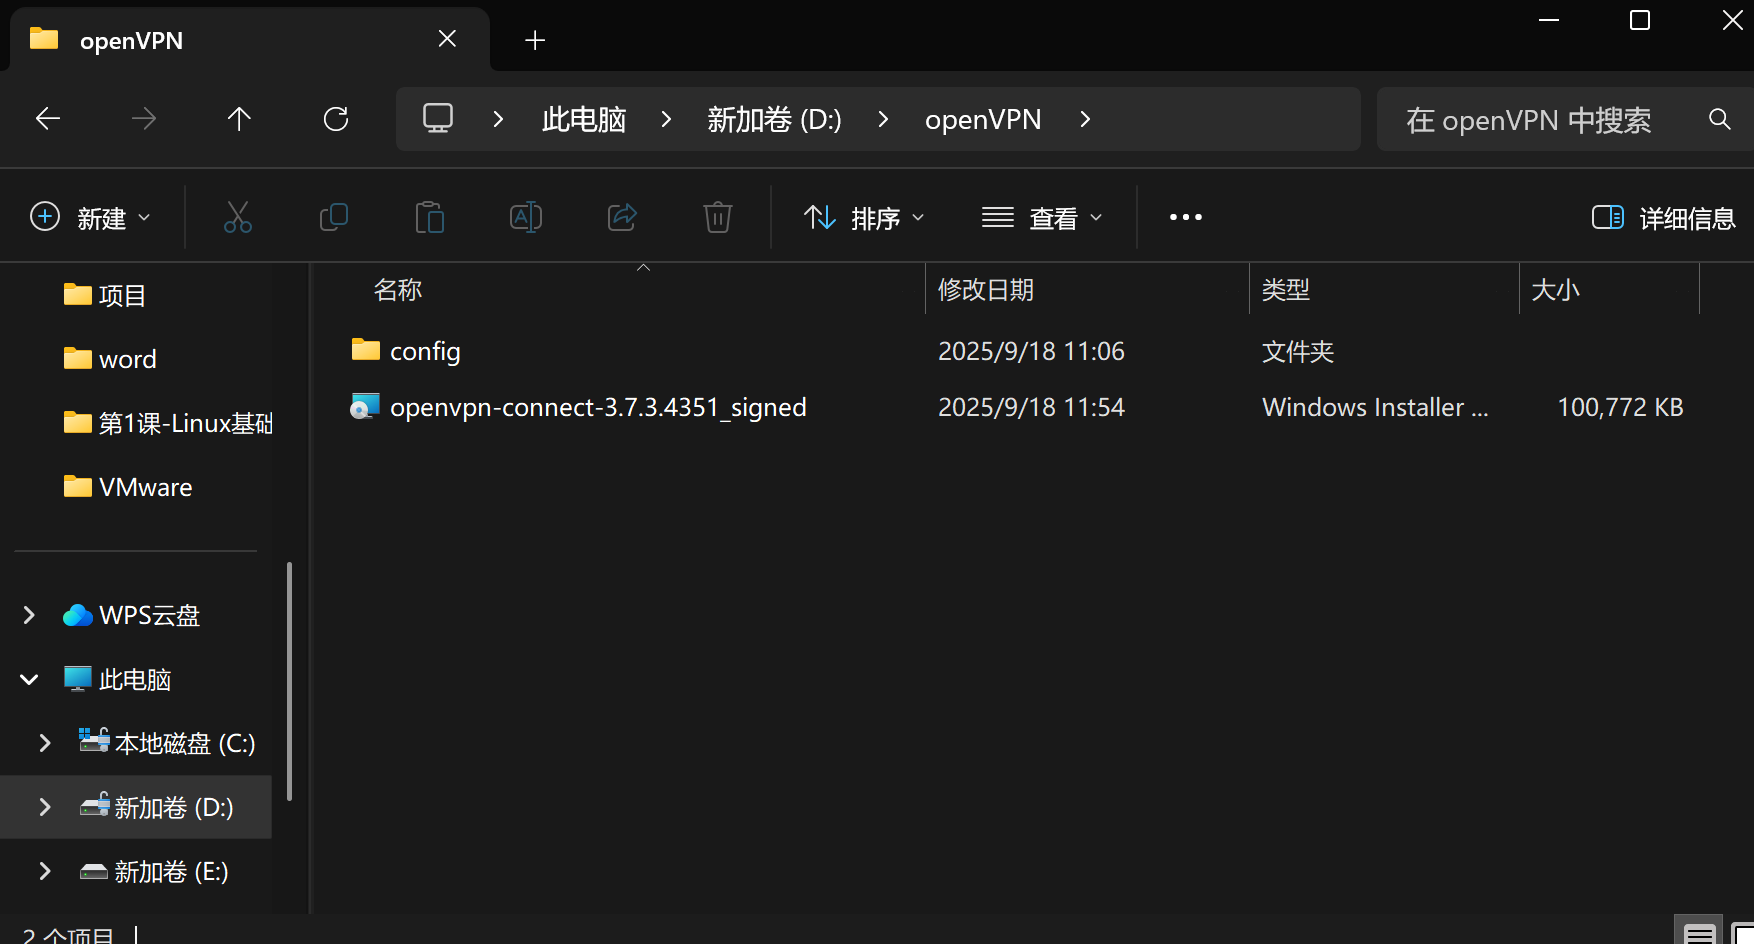 openVPN
此电脑 新加卷 (D:) openVPN
在 openVPN 中搜索
新建 排序 查看 详细信息
名称 修改日期 类型 大小
config 2025/9/18 11:06 文件夹
openvpn-connect-3.7.3.4351_signed 2025/9/18 11:54 Windows Installer ... 100,772 KB
项目
word
第1课-Linux基础
VMware
WPS云盘
此电脑
本地磁盘 (C:)
新加卷 (D:)
新加卷 (E:)
2 个项目